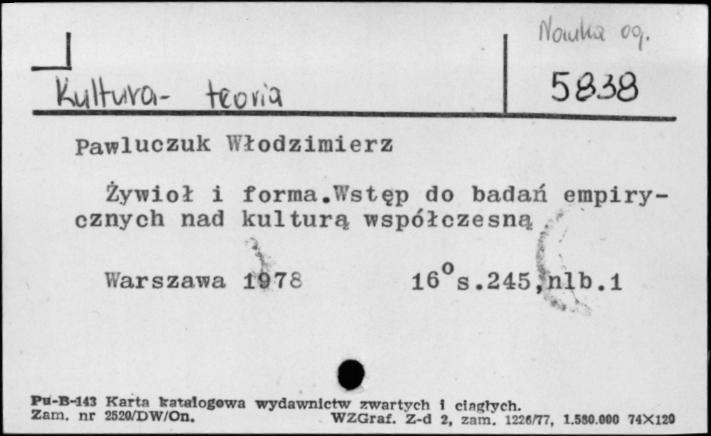 Nauka og.
5838
Kultura- teoria
Pawluczuk Włodzimierz
Żywioł i forma.Wstęp do badań empiry-
cznych nad kulturą współczesną
Warszawa 1978 16°s.245,nlb.1
Pu-B-143 Karta katalogowa wydawnictw zwartych i ciągłych.
Zam. nr 2520/DW/On. WZGraf. Z-d 2, zam. 1226/77, 1.580.000 74X120